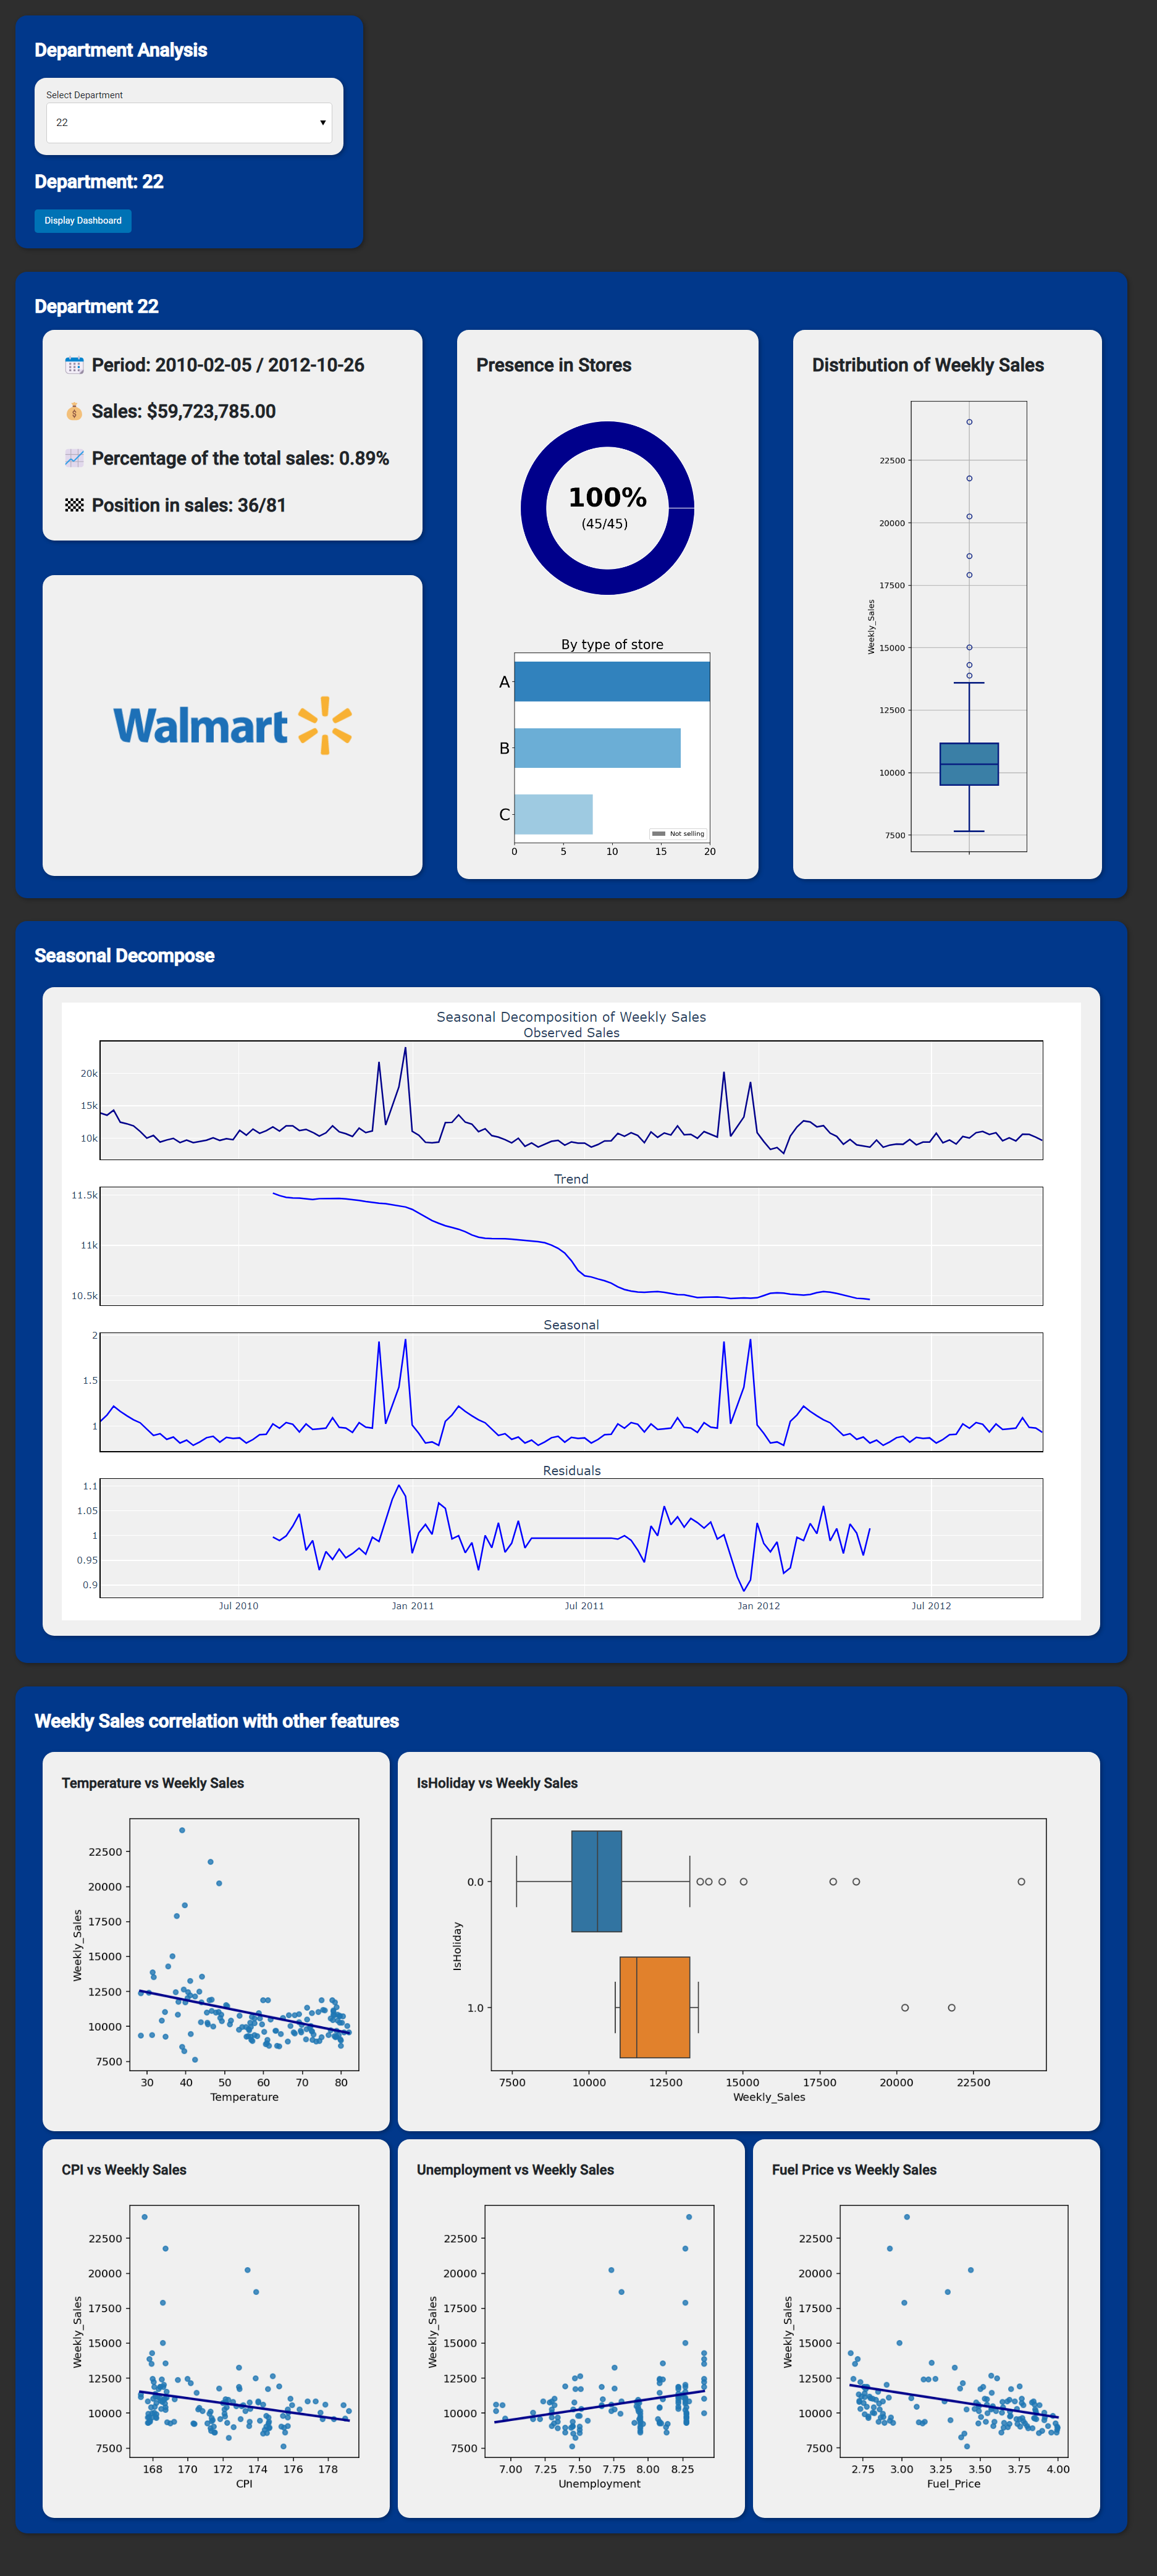 Department Analysis
Select Department
22
Department: 22
Display Dashboard
Department 22
Period: 2010-02-05 / 2012-10-26
Sales: $59,723,785.00
Percentage of the total sales: 0.89%
Position in sales: 36/81
Walmart
Presence in Stores
100%
(45/45)
By type of store
A
B
C
Not selling
0 5 10 15 20
Distribution of Weekly Sales
Weekly_Sales
22500
20000
17500
15000
12500
10000
7500
Seasonal Decompose
Seasonal Decomposition of Weekly Sales
Observed Sales
20k
15k
10k
Trend
11.5k
11k
10.5k
Seasonal
2
1.5
1
Residuals
1.1
1.05
1
0.95
0.9
Jul 2010 Jan 2011 Jul 2011 Jan 2012 Jul 2012
Weekly Sales correlation with other features
Temperature vs Weekly Sales
Weekly_Sales
22500
20000
17500
15000
12500
10000
7500
30 40 50 60 70 80
Temperature
IsHoliday vs Weekly Sales
IsHoliday
0.0
1.0
7500 10000 12500 15000 17500 20000 22500
Weekly_Sales
CPI vs Weekly Sales
Weekly_Sales
22500
20000
17500
15000
12500
10000
7500
168 170 172 174 176 178
CPI
Unemployment vs Weekly Sales
Weekly_Sales
22500
20000
17500
15000
12500
10000
7500
7.00 7.25 7.50 7.75 8.00 8.25
Unemployment
Fuel Price vs Weekly Sales
Weekly_Sales
22500
20000
17500
15000
12500
10000
7500
2.75 3.00 3.25 3.50 3.75 4.00
Fuel_Price